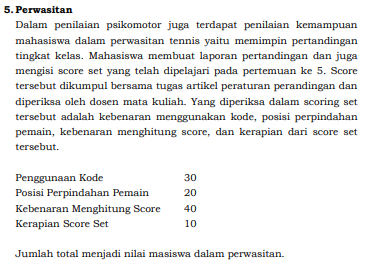 5. Perwasitan
Dalam penilaian psikomotor juga terdapat penilaian kemampuan
mahasiswa dalam perwasitan tennis yaitu memimpin pertandingan
tingkat kelas. Mahasiswa membuat laporan pertandingan dan juga
mengisi score set yang telah dipelajari pada pertemuan ke 5. Score
tersebut dikumpul bersama tugas artikel peraturan perandingan dan
diperiksa oleh dosen mata kuliah. Yang diperiksa dalam scoring set
tersebut adalah kebenaran menggunakan kode, posisi perpindahan
pemain, kebenaran menghitung score, dan kerapian dari score set
tersebut.
Penggunaan Kode 30
Posisi Perpindahan Pemain 20
Kebenaran Menghitung Score 40
Kerapian Score Set 10
Jumlah total menjadi nilai masiswa dalam perwasitan.